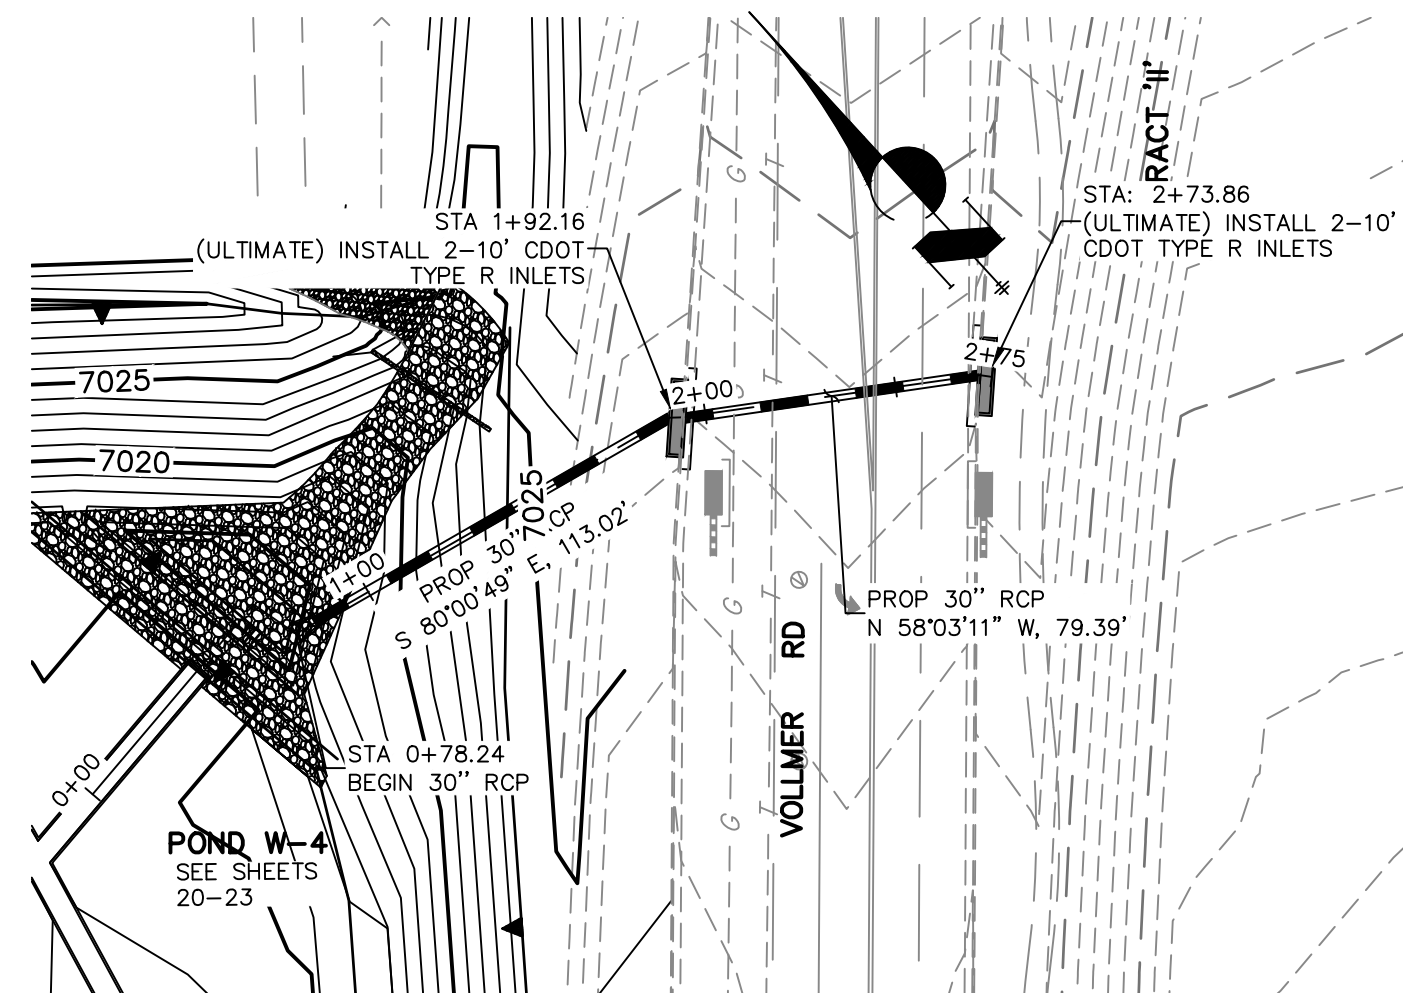 RACT 'II'
STA: 2+73.86
(ULTIMATE) INSTALL 2-10'
CDOT TYPE R INLETS
STA 1+92.16
(ULTIMATE) INSTALL 2-10' CDOT
TYPE R INLETS
G
T
7025
7020
2+00
2+75
G
T
7025
1+00
PROP 30" CP
S 80°00'49" E, 113.02'
PROP 30" RCP
N 58°03'11" W, 79.39'
G
T
VOLLMER RD
STA 0+78.24
BEGIN 30" RCP
0+00
G
T
POND W-4
SEE SHEETS
20-23